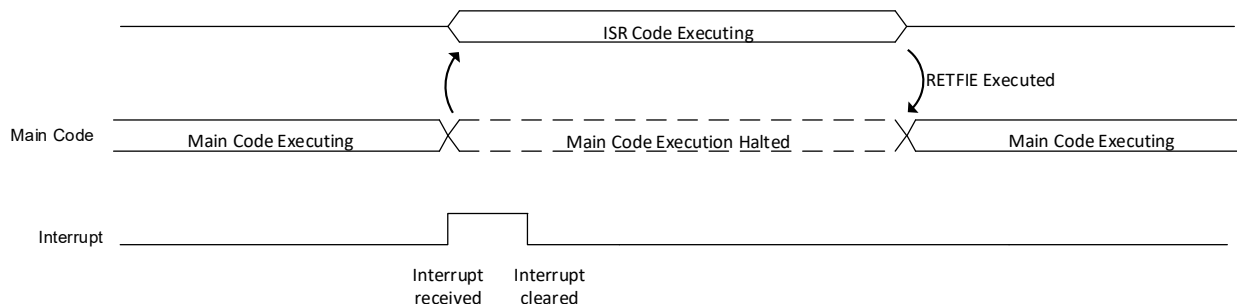 ISR Code Executing
RETFIE Executed
Main Code
Main Code Executing
Main Code Execution Halted
Main Code Executing
Interrupt
Interrupt
received
Interrupt
cleared